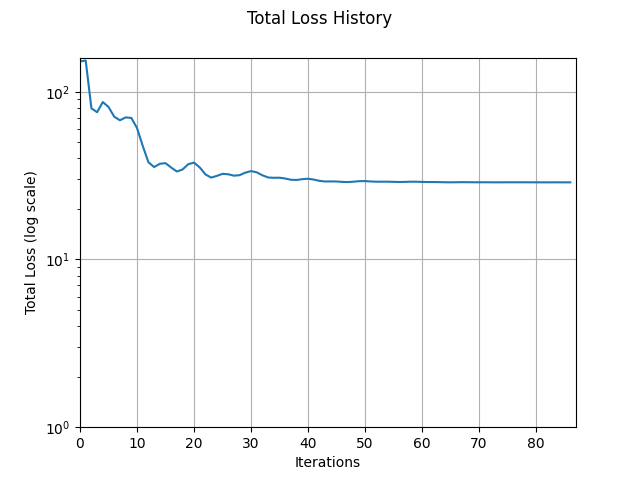 Total Loss History
Total Loss (log scale)
10²
10¹
10⁰
0 10 20 30 40 50 60 70 80
Iterations